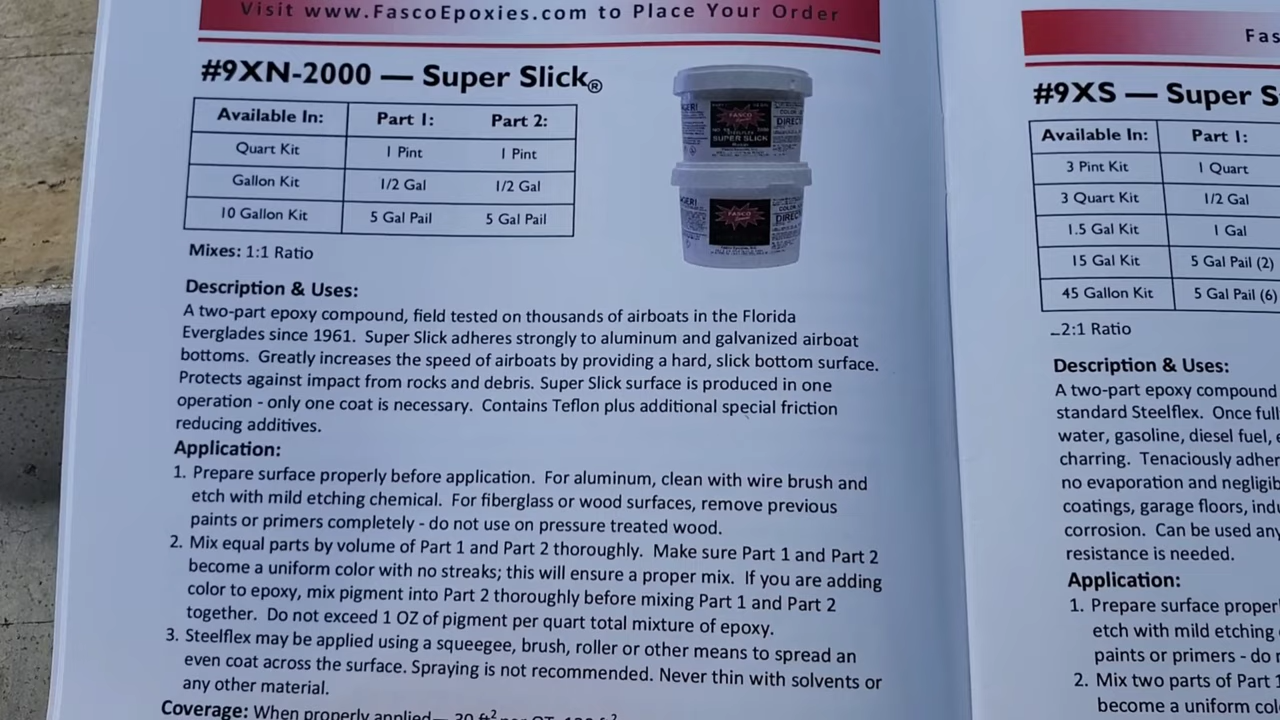 Visit www.FascoEpoxies.com to Place Your Order
#9XN-2000 — Super Slick®
Available In: Part 1: Part 2:
Quart Kit 1 Pint 1 Pint
Gallon Kit 1/2 Gal 1/2 Gal
10 Gallon Kit 5 Gal Pail 5 Gal Pail
FASCO
SUPER SLICK
FASCO
Mixes: 1:1 Ratio
Description & Uses:
A two-part epoxy compound, field tested on thousands of airboats in the Florida
Everglades since 1961. Super Slick adheres strongly to aluminum and galvanized airboat
bottoms. Greatly increases the speed of airboats by providing a hard, slick bottom surface.
Protects against impact from rocks and debris. Super Slick surface is produced in one
operation - only one coat is necessary. Contains Teflon plus additional special friction
reducing additives.
Application:
1. Prepare surface properly before application. For aluminum, clean with wire brush and
etch with mild etching chemical. For fiberglass or wood surfaces, remove previous
paints or primers completely - do not use on pressure treated wood.
2. Mix equal parts by volume of Part 1 and Part 2 thoroughly. Make sure Part 1 and Part 2
become a uniform color with no streaks; this will ensure a proper mix. If you are adding
color to epoxy, mix pigment into Part 2 thoroughly before mixing Part 1 and Part 2
together. Do not exceed 1 OZ of pigment per quart total mixture of epoxy.
3. Steelflex may be applied using a squeegee, brush, roller or other means to spread an
even coat across the surface. Spraying is not recommended. Never thin with solvents or
any other material.
Coverage: When properly applied
Fas
#9XS — Super S
Available In: Part 1:
3 Pint Kit 1 Quart
3 Quart Kit 1/2 Gal
1.5 Gal Kit 1 Gal
15 Gal Kit 5 Gal Pail (2)
45 Gallon Kit 5 Gal Pail (6)
2:1 Ratio
Description & Uses:
A two-part epoxy compound
standard Steelflex. Once full
water, gasoline, diesel fuel, e
charring. Tenaciously adher
no evaporation and negligib
coatings, garage floors, indu
corrosion. Can be used any
resistance is needed.
Application:
1. Prepare surface proper
etch with mild etching
paints or primers - do
2. Mix two parts of Part 1
become a uniform col